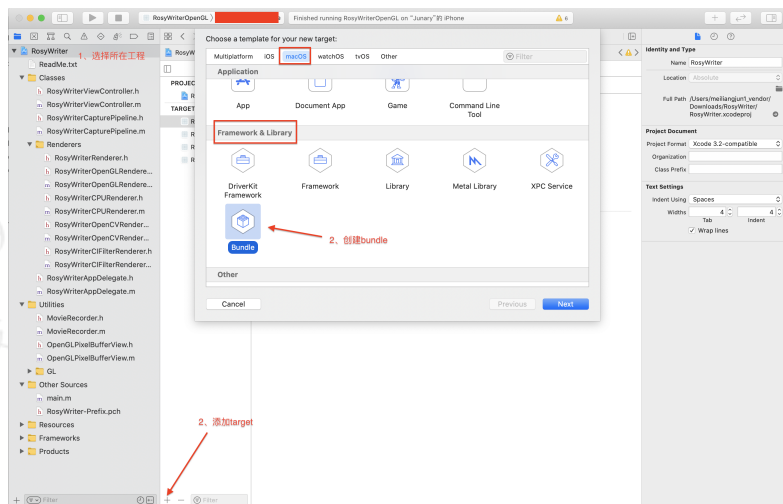 RosyWriterOpenGL
Finished running RosyWriterOpenGL on "Junary"的 iPhone
6
RosyWriter
1、选择所在工程
ReadMe.txt
Classes
RosyWriterViewController.h
RosyWriterViewController.m
RosyWriterCapturePipeline.h
RosyWriterCapturePipeline.m
Renderers
RosyWriterRenderer.h
RosyWriterOpenGLRendere...
RosyWriterOpenGLRendere...
RosyWriterCPURenderer.h
RosyWriterCPURenderer.m
RosyWriterOpenCVRender...
RosyWriterOpenCVRender...
RosyWriterCIFilterRenderer.h
RosyWriterCIFilterRenderer...
RosyWriterAppDelegate.h
RosyWriterAppDelegate.m
Utilities
MovieRecorder.h
MovieRecorder.m
OpenGLPixelBufferView.h
OpenGLPixelBufferView.m
GL
Other Sources
main.m
RosyWriter-Prefix.pch
Resources
Frameworks
Products
Filter
RosyW
PROJEC
R
TARGET
R
R
R
R
2、添加target
Filter
Choose a template for your new target:
Multiplatform iOS macOS watchOS tvOS Other
Filter
Application
App
Document App
Game
Command Line
Tool
Framework & Library
DriverKit
Framework
Framework
Library
Metal Library
XPC Service
Bundle
2、创建bundle
Other
Cancel
Previous
Next
Identity and Type
Name RosyWriter
Location Absolute
Full Path /Users/meiliangjun1_vendor/
Downloads/RosyWriter/
RosyWriter.xcodeproj
Project Document
Project Format Xcode 3.2-compatible
Organization
Class Prefix
Text Settings
Indent Using Spaces
Widths 4 4
Tab Indent
Wrap lines